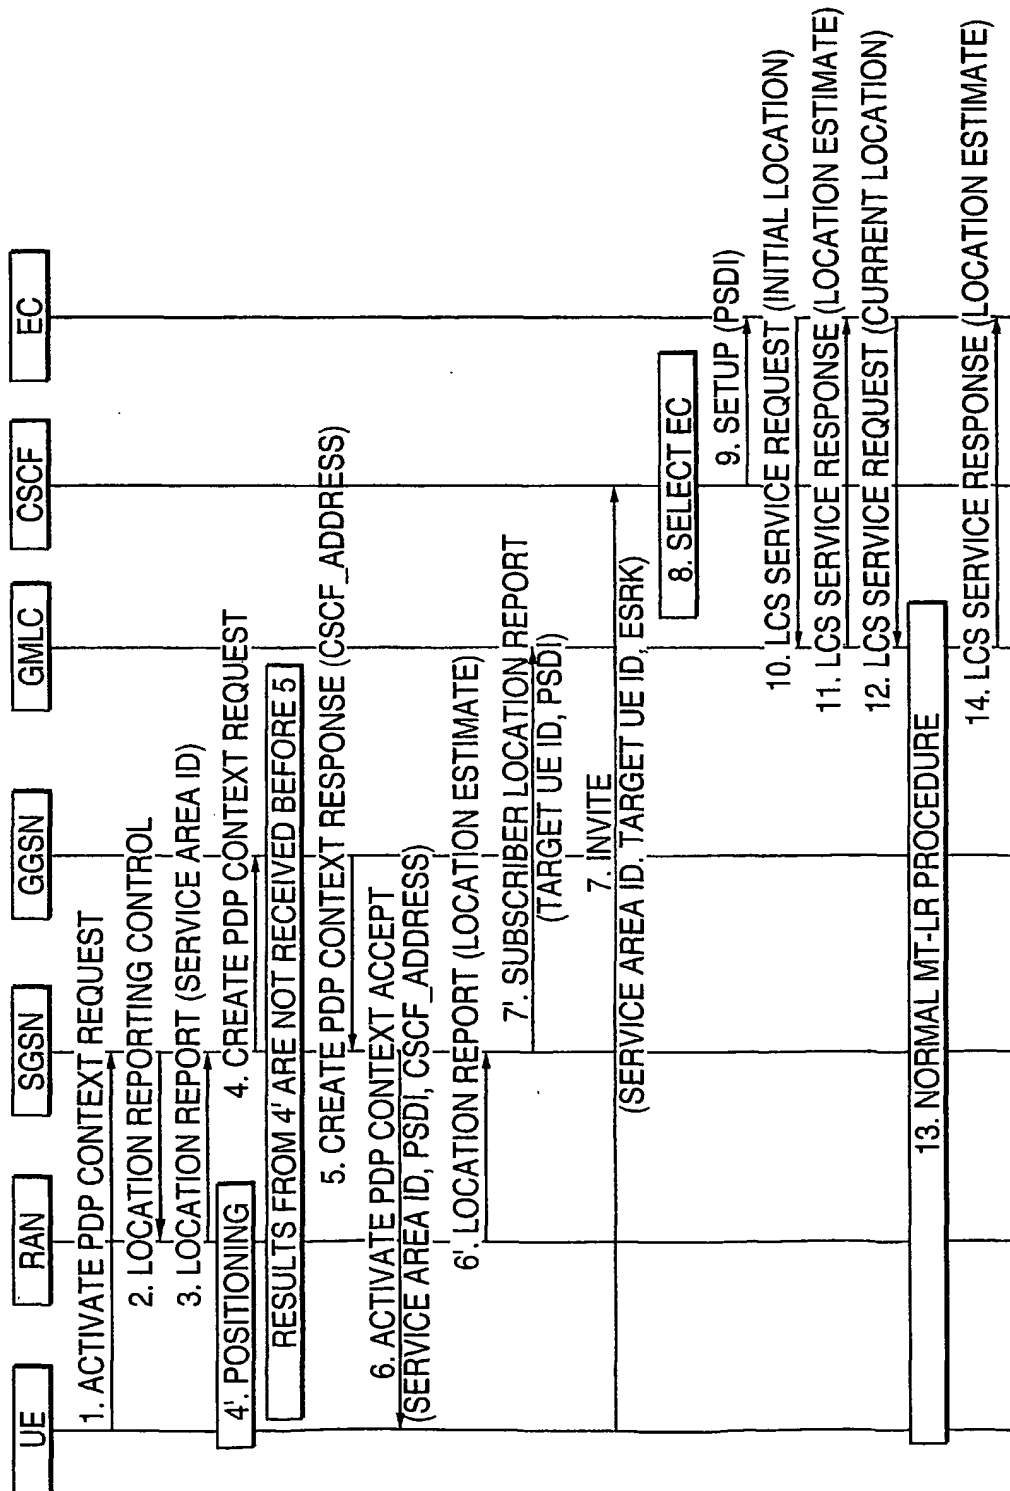 UE
RAN
SGSN
GGSN
GMLC
CSCF
EC
1. ACTIVATE PDP CONTEXT REQUEST
2. LOCATION REPORTING CONTROL
3. LOCATION REPORT (SERVICE AREA ID)
4'. POSITIONING
4. CREATE PDP CONTEXT REQUEST
RESULTS FROM 4' ARE NOT RECEIVED BEFORE 5
5. CREATE PDP CONTEXT RESPONSE (CSCF_ADDRESS)
6. ACTIVATE PDP CONTEXT ACCEPT
(SERVICE AREA ID, PSDI, CSCF_ADDRESS)
6'. LOCATION REPORT (LOCATION ESTIMATE)
7'. SUBSCRIBER LOCATION REPORT
(TARGET UE ID, PSDI)
7. INVITE
(SERVICE AREA ID. TARGET UE ID, ESRK)
8. SELECT EC
9. SETUP (PSDI)
10. LCS SERVICE REQUEST (INITIAL LOCATION)
11. LCS SERVICE RESPONSE (LOCATION ESTIMATE)
12. LCS SERVICE REQUEST (CURRENT LOCATION)
13. NORMAL MT-LR PROCEDURE
14. LCS SERVICE RESPONSE (LOCATION ESTIMATE)